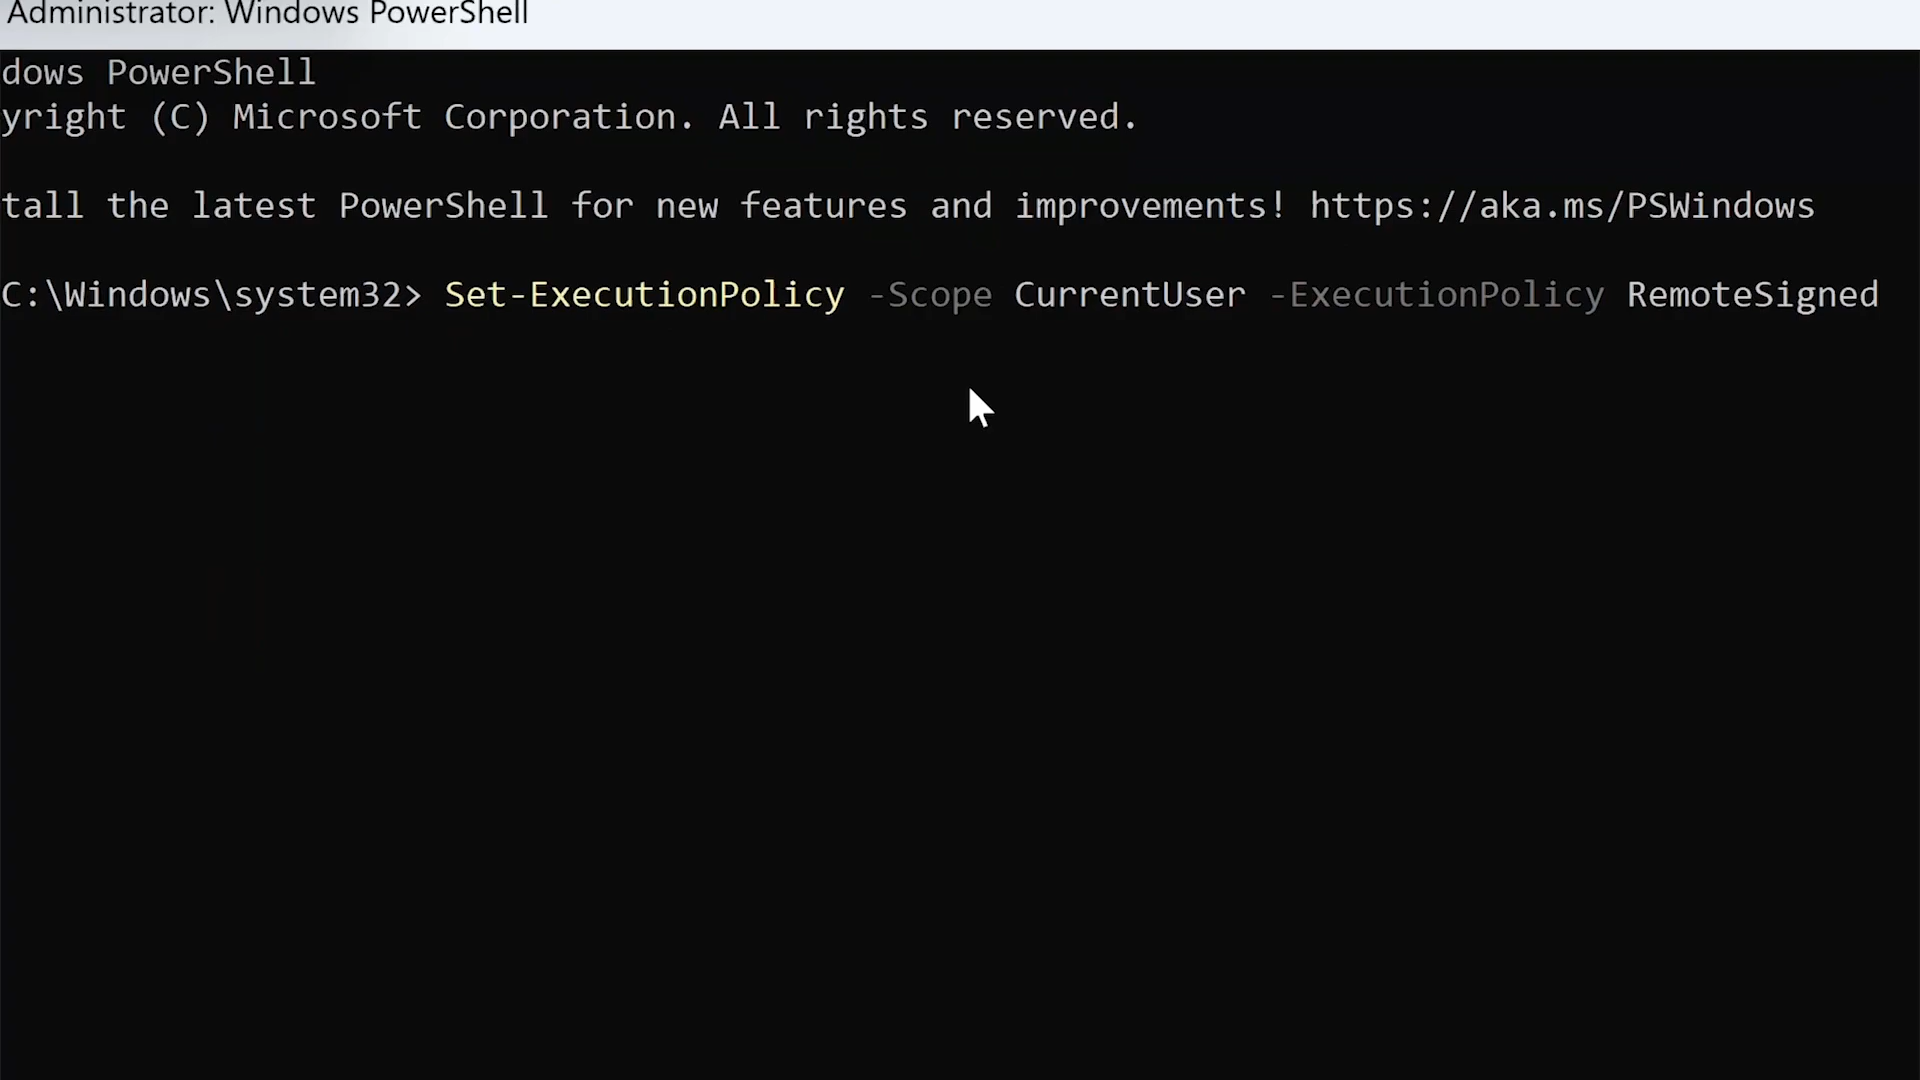 Administrator: Windows PowerShell
dows PowerShell
yright (C) Microsoft Corporation. All rights reserved.
tall the latest PowerShell for new features and improvements! https://aka.ms/PSWindows
C:\Windows\system32> Set-ExecutionPolicy -Scope CurrentUser -ExecutionPolicy RemoteSigned